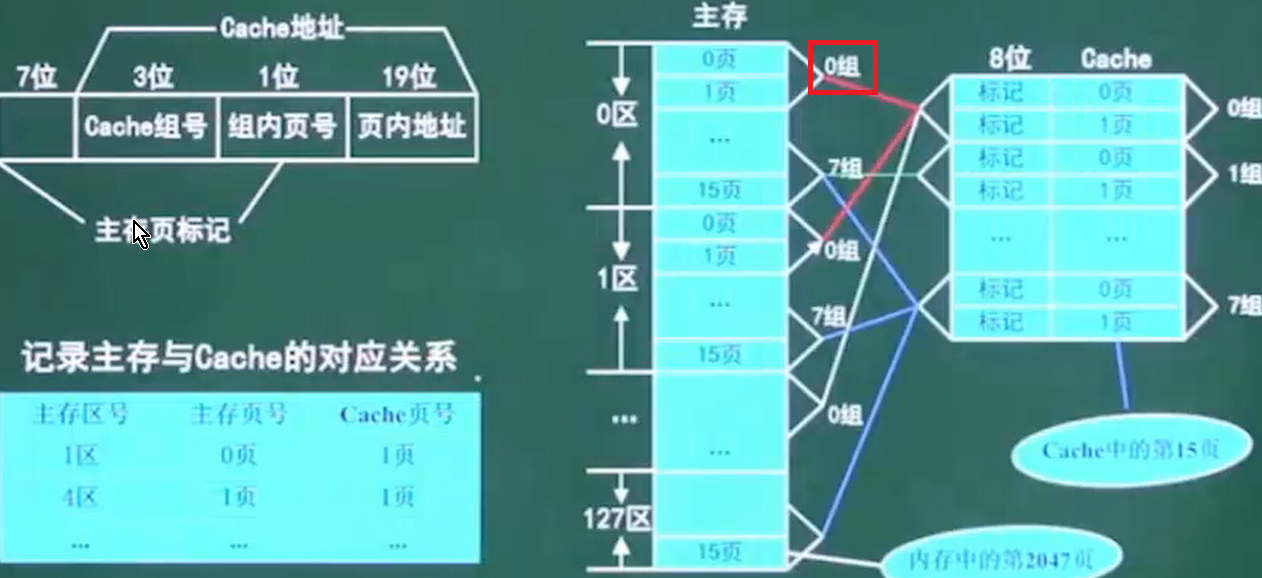 Cache地址
7位 3位 1位 19位
Cache组号 组内页号 页内地址
主存页标记
记录主存与Cache的对应关系
主存区号 主存页号 Cache页号
1区 0页 1页
4区 1页 1页
... ... ...
主存
0区
0页
1页
...
15页
0组
7组
1区
0页
1页
...
15页
0组
7组
...
...
0组
127区
15页
内存中的第2047页
8位 Cache
标记 0页
标记 1页
0组
标记 0页
标记 1页
1组
... ...
标记 0页
标记 1页
7组
Cache中的第15页